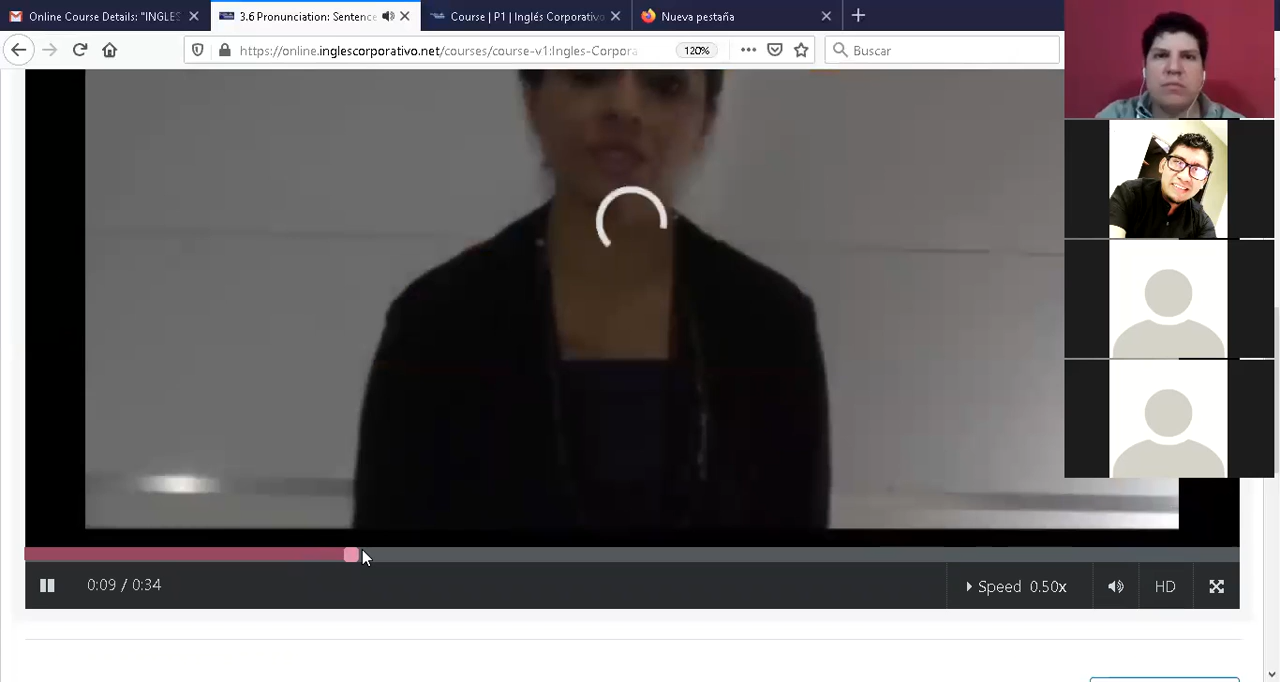 Online Course Details: "INGLES
3.6 Pronunciation: Sentence
Course | P1 | Inglés Corporativo
Nueva pestaña
https://online.inglescorporativo.net/courses/course-v1:Ingles-Corpora
120%
Buscar
0:09 / 0:34
Speed 0.50x
HD